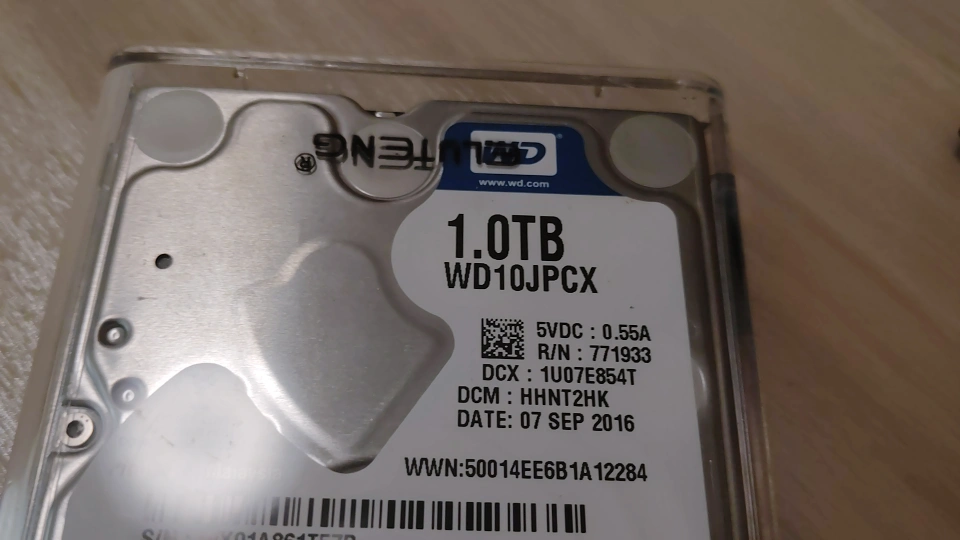 ALUTENG®
WD®
www.wd.com
1.0TB
WD10JPCX
5VDC : 0.55A
R/N : 771933
DCX : 1U07E854T
DCM : HHNT2HK
DATE: 07 SEP 2016
WWN:50014EE6B1A12284